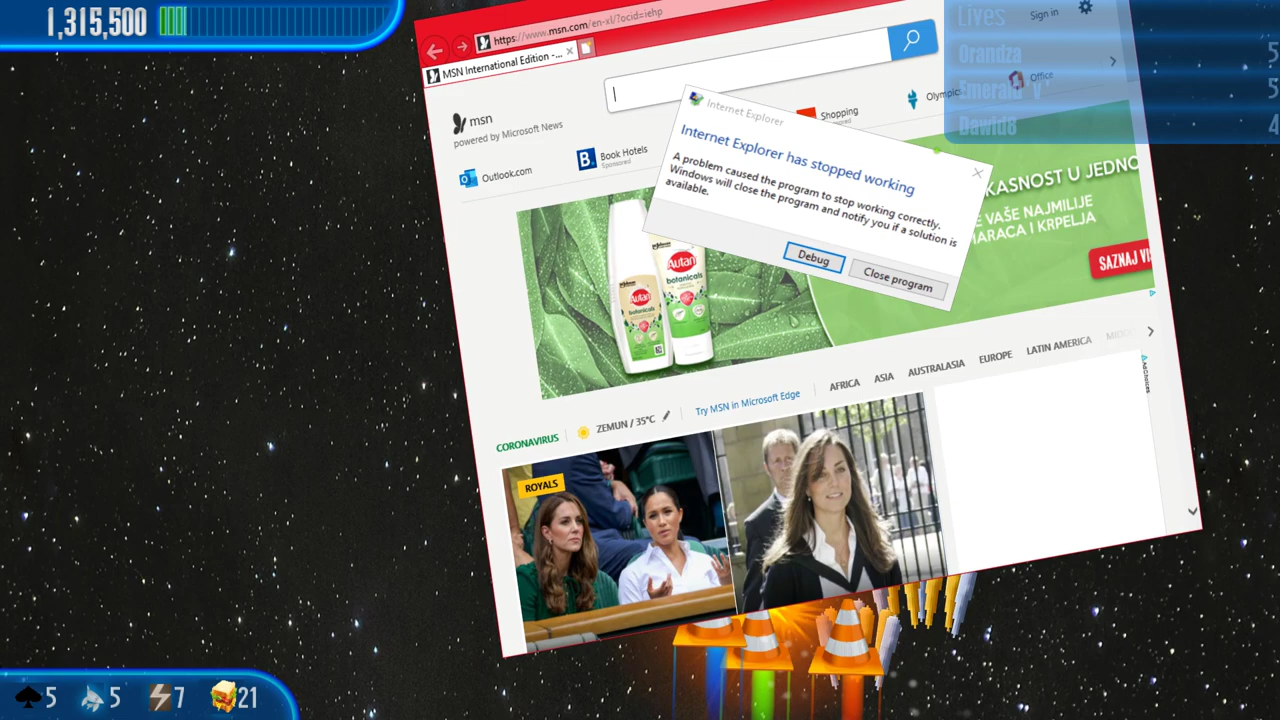 1,315,500
https://www.msn.com/en-xl/?ocid=iehp
MSN International Edition -...
Lives
Sign in
Orandza 5
5
Dawid8 4
msn
powered by Microsoft News
Outlook.com
B.
Book Hotels
Sponsored
Shopping
Office
Internet Explorer
Internet Explorer has stopped working
A problem caused the program to stop working correctly.
Windows will close the program and notify you if a solution is
available.
Debug
Close program
KASNOST U JEDNO
E VAŠE NAJMILIJE
ARACA I KRPELJA
SAZNAJ VI
Autan
botanicals
Autan
botanicals
CORONAVIRUS
ZEMUN / 35°C
Try MSN in Microsoft Edge
AFRICA
ASIA
AUSTRALASIA
EUROPE
LATIN AMERICA
AdChoices
ROYALS
5
5
7
21